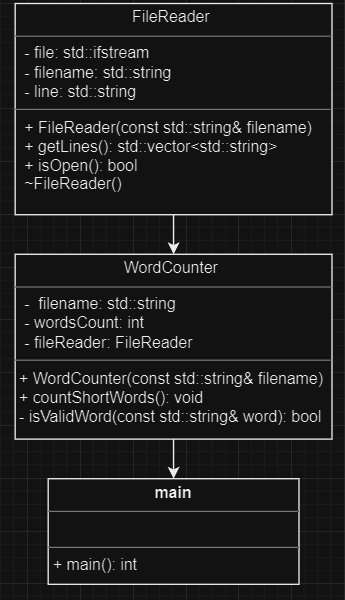 FileReader
- file: std::ifstream
- filename: std::string
- line: std::string
+ FileReader(const std::string& filename)
+ getLines(): std::vector<std::string>
+ isOpen(): bool
~FileReader()
WordCounter
-  filename: std::string
- wordsCount: int
- fileReader: FileReader
+ WordCounter(const std::string& filename)
+ countShortWords(): void
- isValidWord(const std::string& word): bool
main
+ main(): int